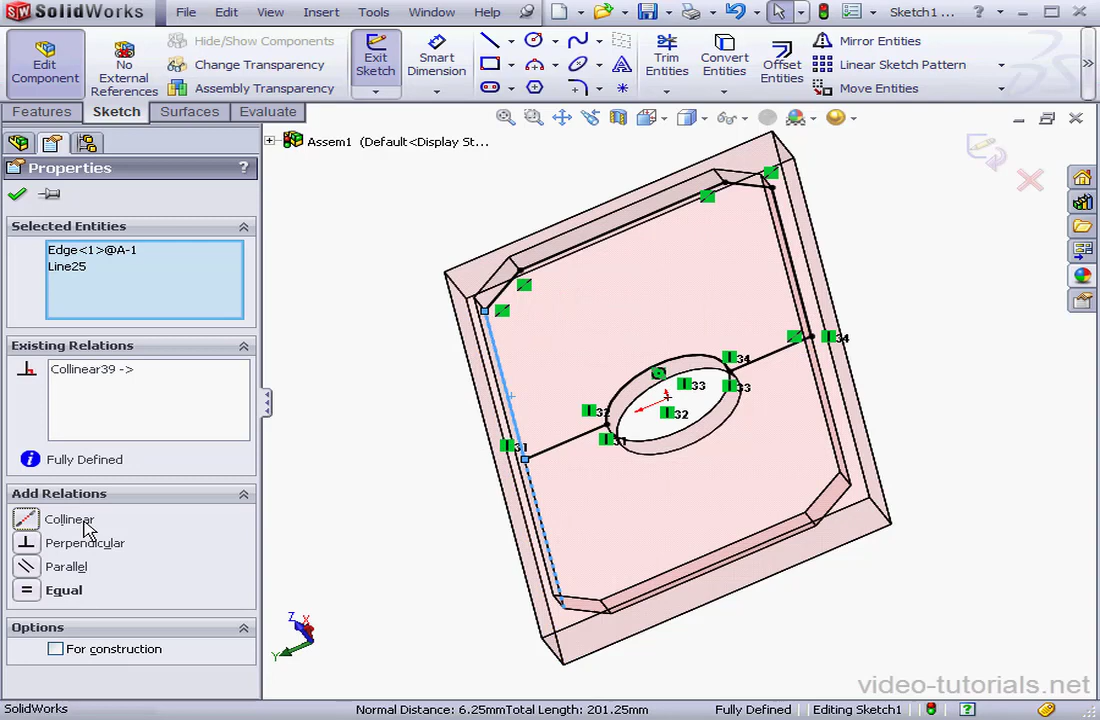 SOLIDWORKS
File Edit View Insert Tools Window Help
Sketch1 ...
Edit Component
No External References
Hide/Show Components
Change Transparency
Assembly Transparency
Exit Sketch
Smart Dimension
Trim Entities
Convert Entities
Offset Entities
Mirror Entities
Linear Sketch Pattern
Move Entities
Features Sketch Surfaces Evaluate
Assem1 (Default<Display St...
Properties ?
Selected Entities
Edge<1>@A-1
Line25
Existing Relations
Collinear39 ->
Fully Defined
Add Relations
Collinear
Perpendicular
Parallel
Equal
Options
For construction
34
34
33
33
32
32
31
31
Z X
Y
video-tutorials.net
SolidWorks
Normal Distance: 6.25mmTotal Length: 201.25mm
Fully Defined
Editing Sketch1
?